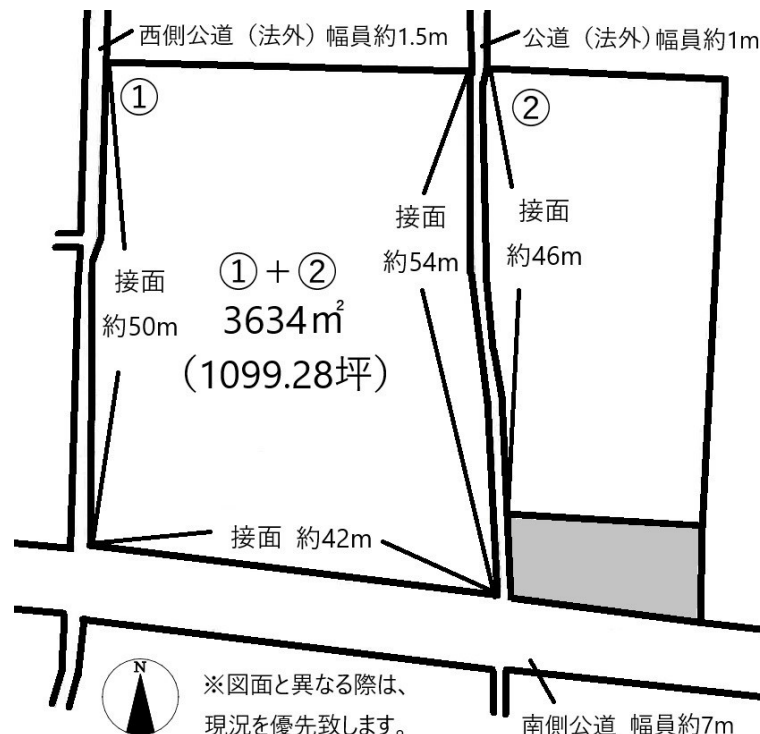 西側公道（法外）幅員約1.5m
公道（法外）幅員約1m
①
②
接面
約54m
接面
約46m
接面
約50m
①＋②
3634㎡
（1099.28坪）
接面 約42m
N
※図面と異なる際は、
現況を優先致します。
南側公道 幅員約7m